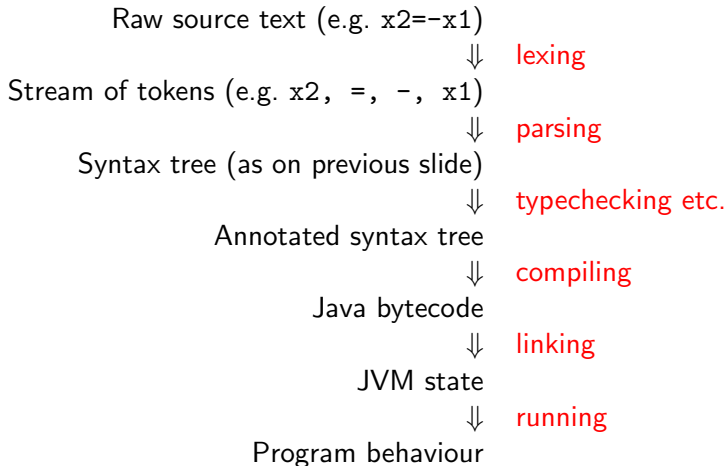 Raw source text (e.g. x2=-x1)
⇓ lexing
Stream of tokens (e.g. x2, =, -, x1)
⇓ parsing
Syntax tree (as on previous slide)
⇓ typechecking etc.
Annotated syntax tree
⇓ compiling
Java bytecode
⇓ linking
JVM state
⇓ running
Program behaviour